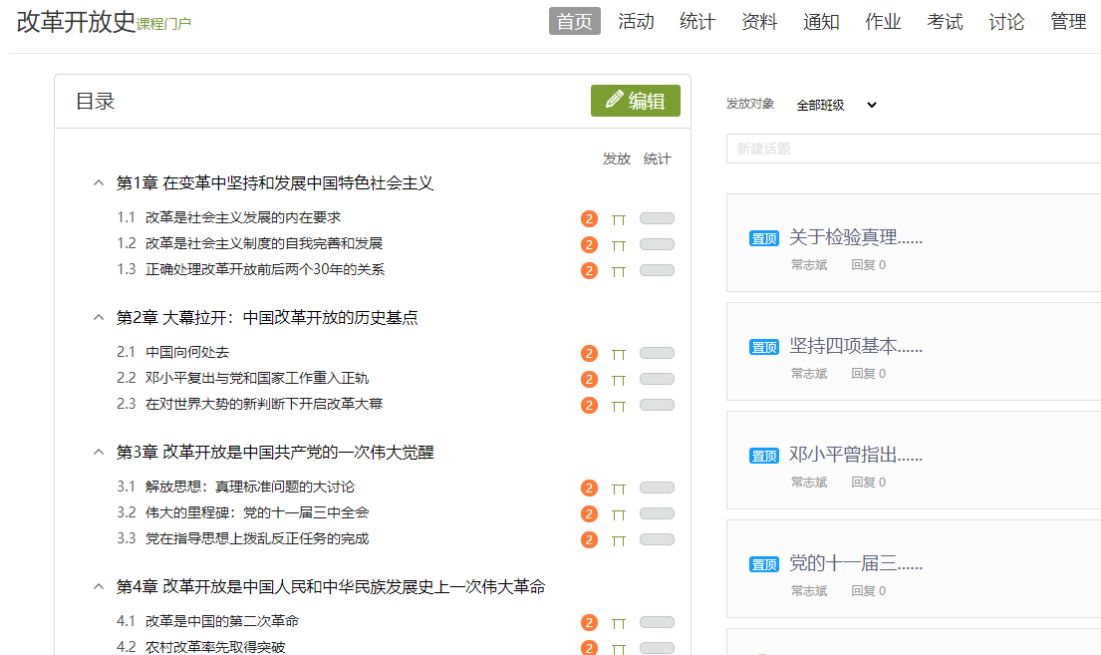 改革开放史课程门户
首页 活动 统计 资料 通知 作业 考试 讨论 管理
目录
编辑
发放 统计
第1章 在变革中坚持和发展中国特色社会主义
1.1 改革是社会主义发展的内在要求 2
1.2 改革是社会主义制度的自我完善和发展 2
1.3 正确处理改革开放前后两个30年的关系 2
第2章 大幕拉开：中国改革开放的历史基点
2.1 中国向何处去 2
2.2 邓小平复出与党和国家工作重入正轨 2
2.3 在对世界大势的新判断下开启改革大幕 2
第3章 改革开放是中国共产党的一次伟大觉醒
3.1 解放思想：真理标准问题的大讨论 2
3.2 伟大的里程碑：党的十一届三中全会 2
3.3 党在指导思想上拨乱反正任务的完成 2
第4章 改革开放是中国人民和中华民族发展史上一次伟大革命
4.1 改革是中国的第二次革命 2
4.2 农村改革率先取得突破 2
发放对象 全部班级
新建话题
置顶 关于检验真理......
常志斌 回复 0
置顶 坚持四项基本......
常志斌 回复 0
置顶 邓小平曾指出......
常志斌 回复 0
置顶 党的十一届三......
常志斌 回复 0